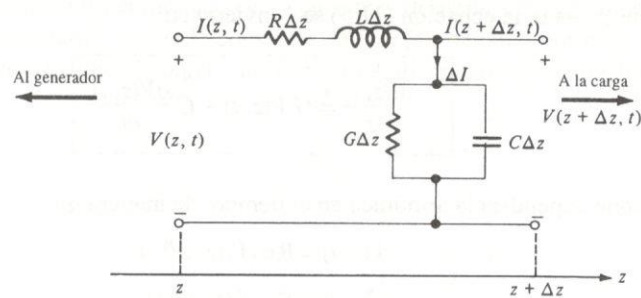 I(z, t)
RΔz
LΔz
I(z + Δz, t)
+
+
Al generador
ΔI
A la carga
V(z, t)
GΔz
CΔz
V(z + Δz, t)
–
–
z
z + Δz
z